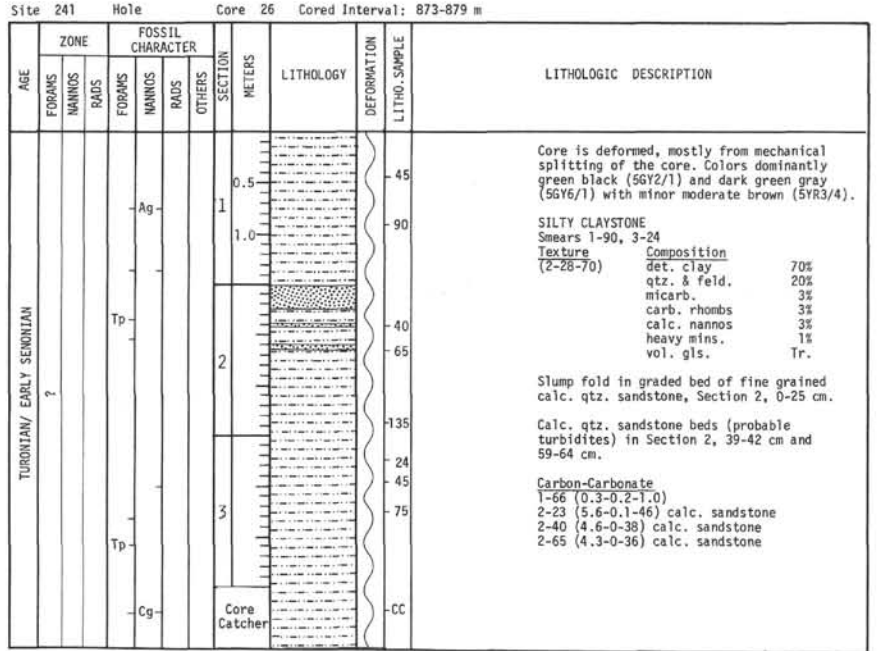 Site 241 Hole Core 26 Cored Interval: 873-879 m
AGE
ZONE
FORAMS
NANNOS
RADS
FOSSIL CHARACTER
FORAMS
NANNOS
RADS
OTHERS
SECTION
METERS
LITHOLOGY
DEFORMATION
LITHO.SAMPLE
LITHOLOGIC DESCRIPTION
TURONIAN/ EARLY SENONIAN
?
Ag
Tp
Tp
Cg
1
0.5
1.0
2
3
Core
Catcher
45
90
40
65
135
24
45
75
CC
Core is deformed, mostly from mechanical
splitting of the core. Colors dominantly
green black (5GY2/1) and dark green gray
(5GY6/1) with minor moderate brown (5YR3/4).
SILTY CLAYSTONE
Smears 1-90, 3-24
Texture Composition
(2-28-70) det. clay 70%
qtz. & feld. 20%
micarb. 3%
carb. rhombs 3%
calc. nannos 3%
heavy mins. 1%
vol. gls. Tr.
Slump fold in graded bed of fine grained
calc. qtz. sandstone, Section 2, 0-25 cm.
Calc. qtz. sandstone beds (probable
turbidites) in Section 2, 39-42 cm and
59-64 cm.
Carbon-Carbonate
1-66 (0.3-0.2-1.0)
2-23 (5.6-0.1-46) calc. sandstone
2-40 (4.6-0-38) calc. sandstone
2-65 (4.3-0-36) calc. sandstone